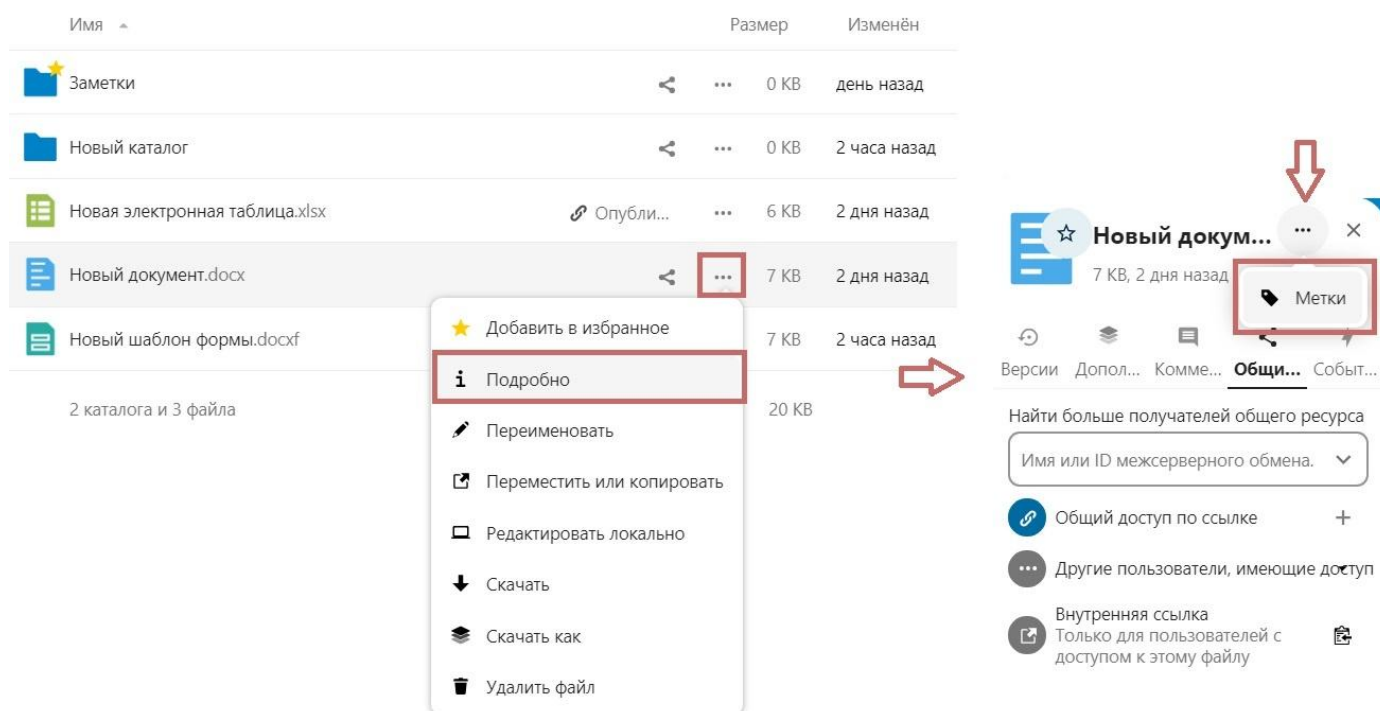 Имя
Размер
Изменён
Заметки
0 KB
день назад
Новый каталог
0 KB
2 часа назад
Новая электронная таблица.xlsx
Опубли...
6 KB
2 дня назад
Новый документ.docx
7 KB
2 дня назад
Новый шаблон формы.docxf
7 KB
2 часа назад
2 каталога и 3 файла
20 KB
Добавить в избранное
Подробно
Переименовать
Переместить или копировать
Редактировать локально
Скачать
Скачать как
Удалить файл
Новый докум...
7 KB, 2 дня назад
Метки
Версии
Допол...
Комме...
Общи...
Событ...
Найти больше получателей общего ресурса
Имя или ID межсерверного обмена.
Общий доступ по ссылке
Другие пользователи, имеющие доступ
Внутренняя ссылка
Только для пользователей с
доступом к этому файлу